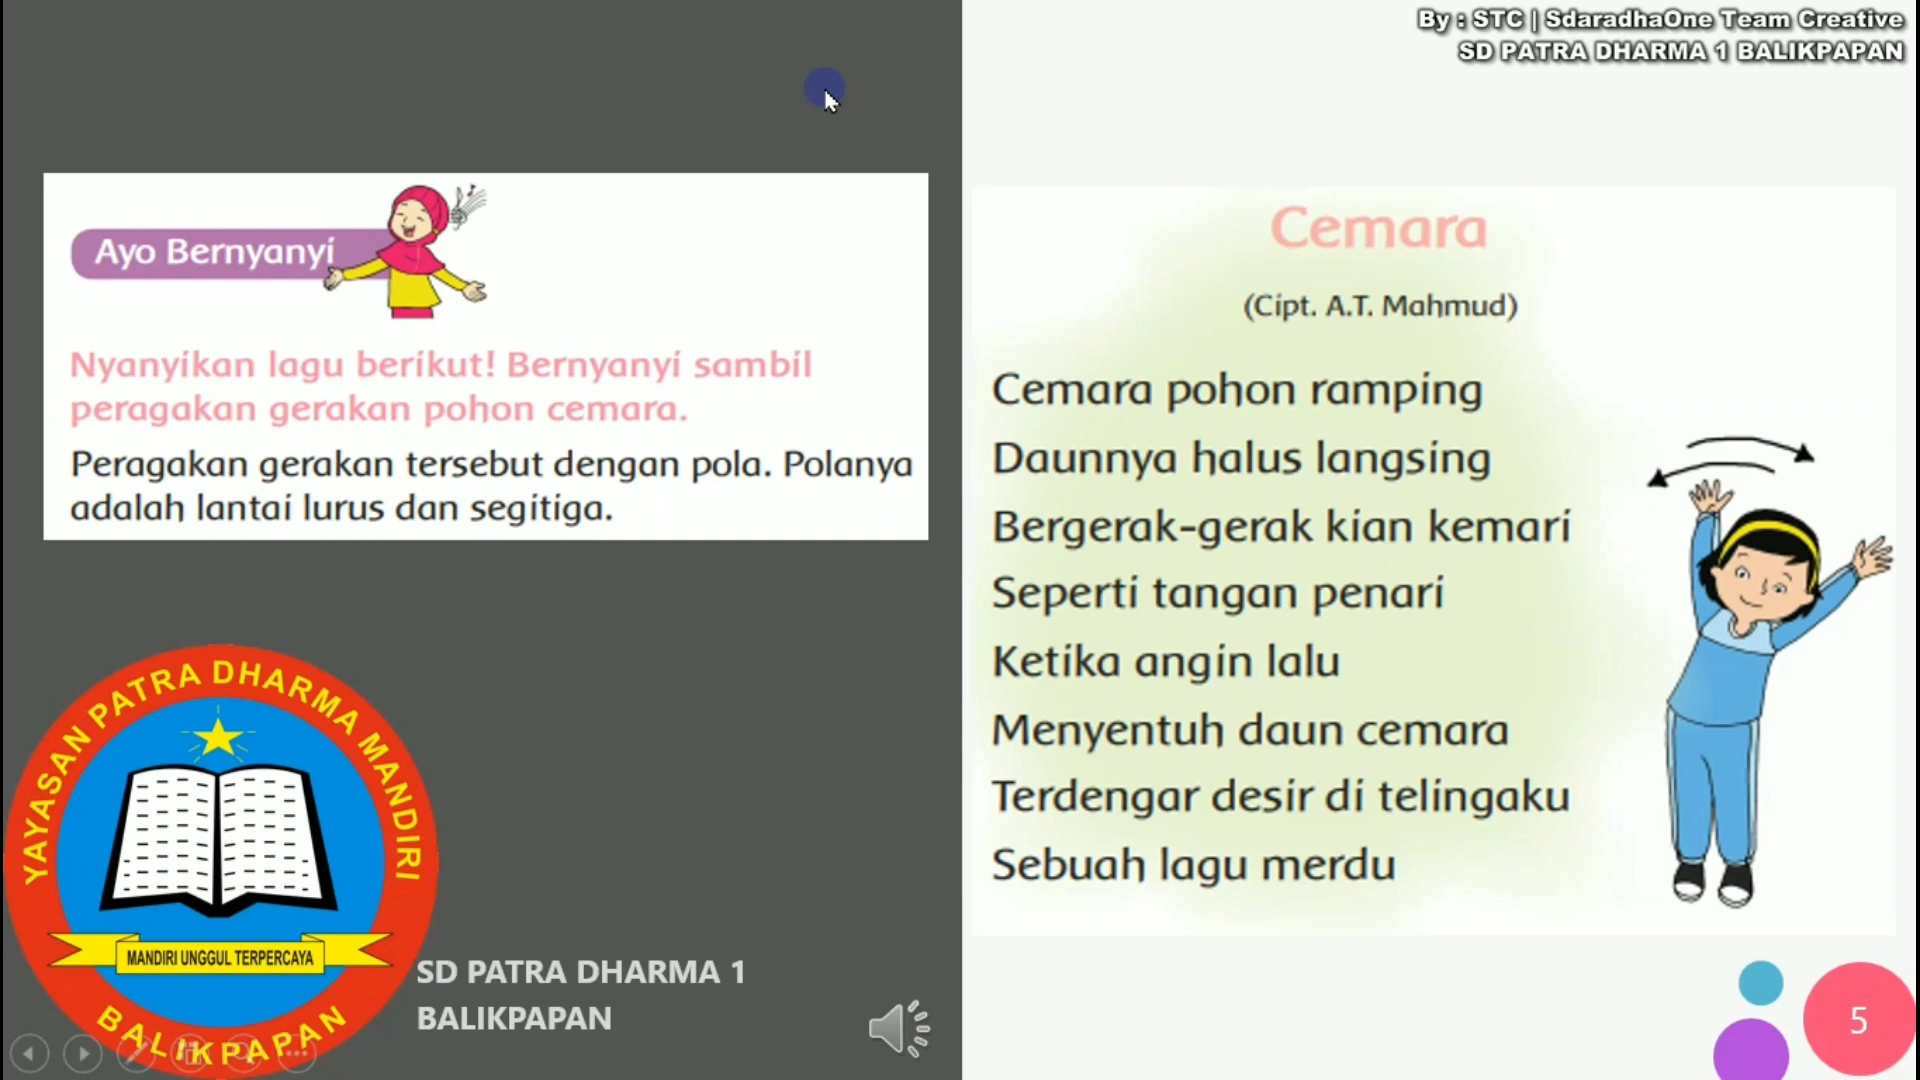 By : STC | SdaradhaOne Team Creative
SD PATRA DHARMA 1 BALIKPAPAN
Ayo Bernyanyi
Nyanyikan lagu berikut! Bernyanyi sambil
peragakan gerakan pohon cemara.
Peragakan gerakan tersebut dengan pola. Polanya
adalah lantai lurus dan segitiga.
YAYASAN PATRA DHARMA MANDIRI
MANDIRI UNGGUL TERPERCAYA
BALIKPAPAN
SD PATRA DHARMA 1
BALIKPAPAN
Cemara
(Cipt. A.T. Mahmud)
Cemara pohon ramping
Daunnya halus langsing
Bergerak-gerak kian kemari
Seperti tangan penari
Ketika angin lalu
Menyentuh daun cemara
Terdengar desir di telingaku
Sebuah lagu merdu
5